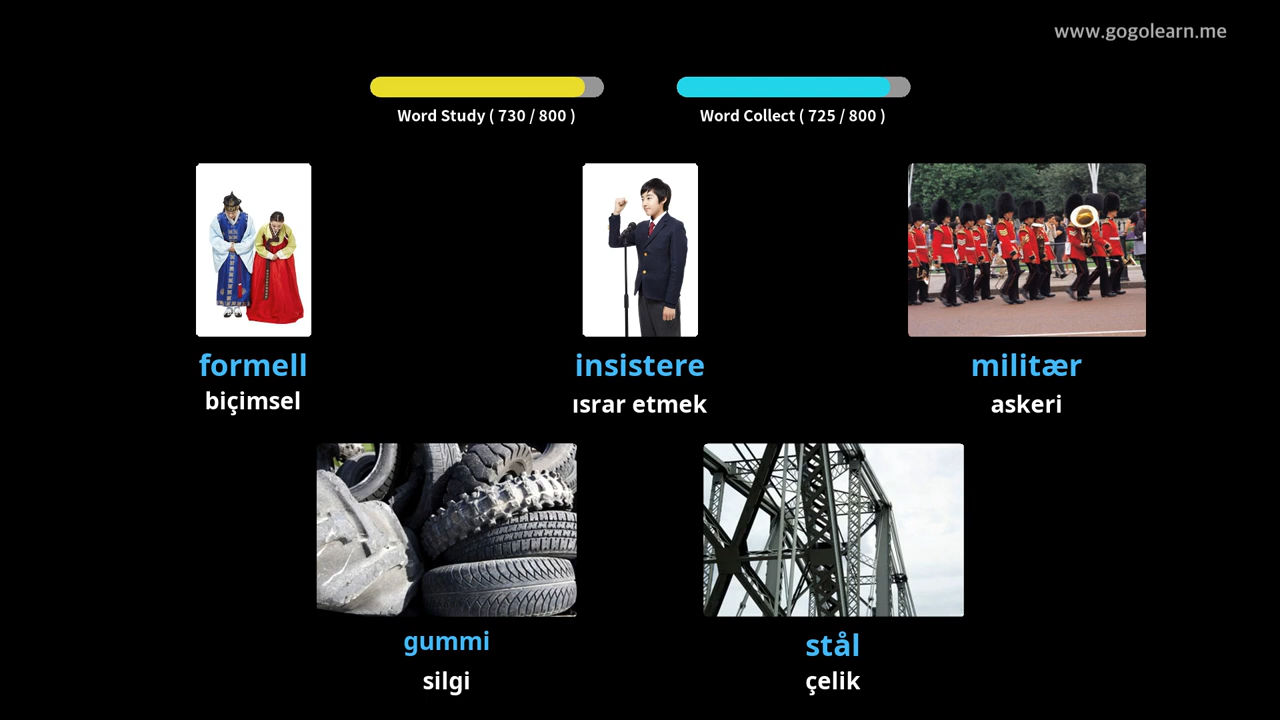 www.gogolearn.me
Word Study ( 730 / 800 )
Word Collect ( 725 / 800 )
formell
biçimsel
insistere
ısrar etmek
militær
askeri
gummi
silgi
stål
çelik